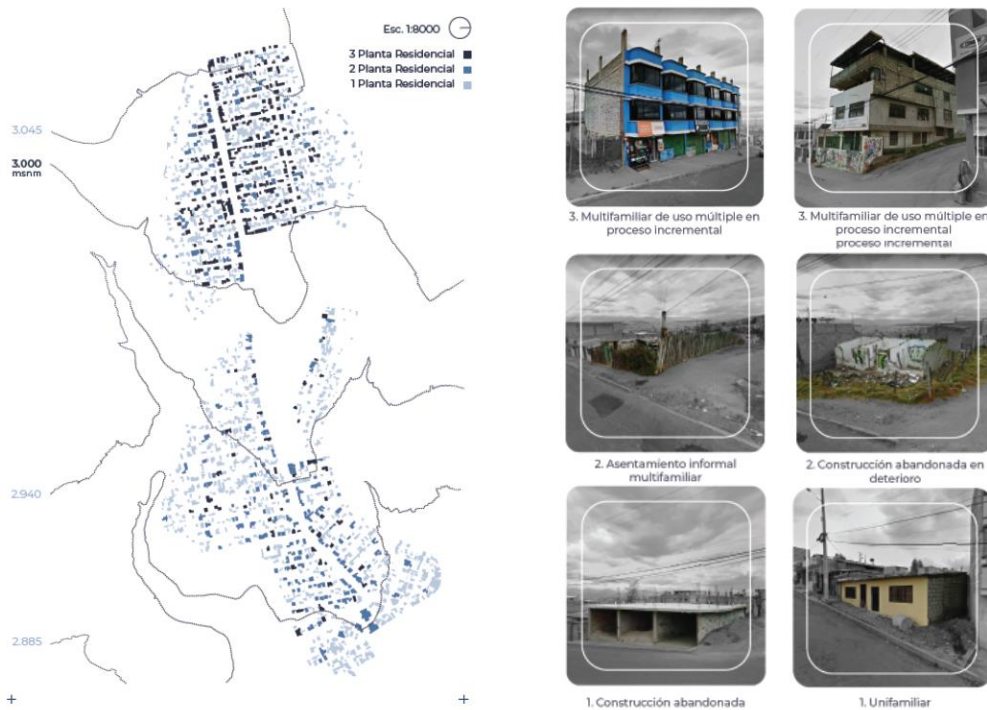 Esc. 1:8000
3 Planta Residencial
2 Planta Residencial
1 Planta Residencial
3.045
3.000
msnm
2.940
2.885
3. Multifamiliar de uso múltiple en
proceso incremental
3. Multifamiliar de uso múltiple en
proceso incremental
proceso incremental
2. Asentamiento informal
multifamiliar
2. Construcción abandonada en
deterioro
1. Construcción abandonada
1. Unifamiliar